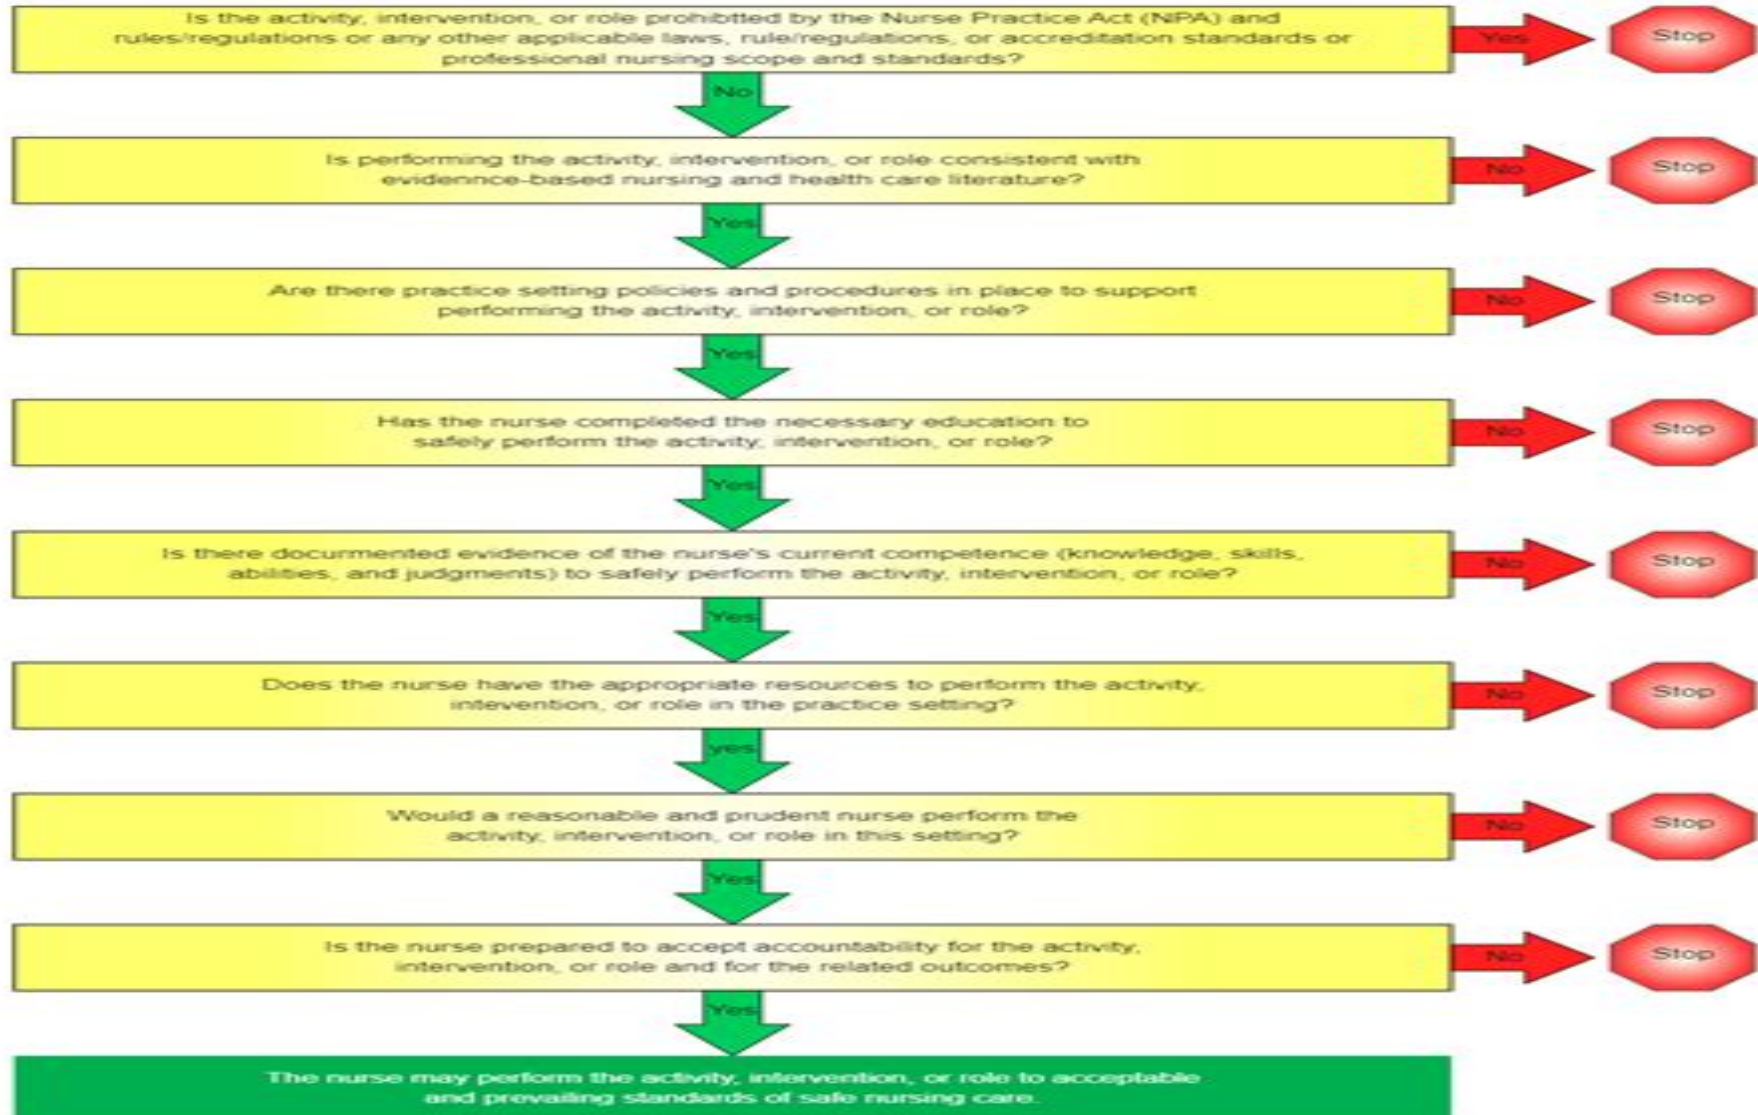 Is the activity, intervention, or role prohibtted by the Nurse Practice Act (NPA) and
rules/regulations or any other applicable laws, rule/regulations, or accreditation standards or
professional nursing scope and standards?
Yes
Stop
No
Is performing the activity, intervention, or role consistent with
evidennce-based nursing and health care literature?
No
Stop
Yes
Are there practice setting policies and procedures in place to support
performing the activity, intervention, or role?
No
Stop
Yes
Has the nurse completed the necessary education to
safely perform the activity, intervention, or role?
No
Stop
Yes
Is there docurmented evidence of the nurse's current competence (knowledge, skills,
abilities, and judgments) to safely perform the activity, intervention, or role?
No
Stop
Yes
Does the nurse have the appropriate resources to perform the activity,
intevention, or role in the practice setting?
No
Stop
yes
Would a reasonable and prudent nurse perform the
activity, intervention, or role in this setting?
No
Stop
Yes
Is the nurse prepared to accept accountability for the activity,
intervention, or role and for the related outcomes?
No
Stop
Yes
The nurse may perform the activity, intervention, or role to acceptable
and prevailing standards of safe nursing care.